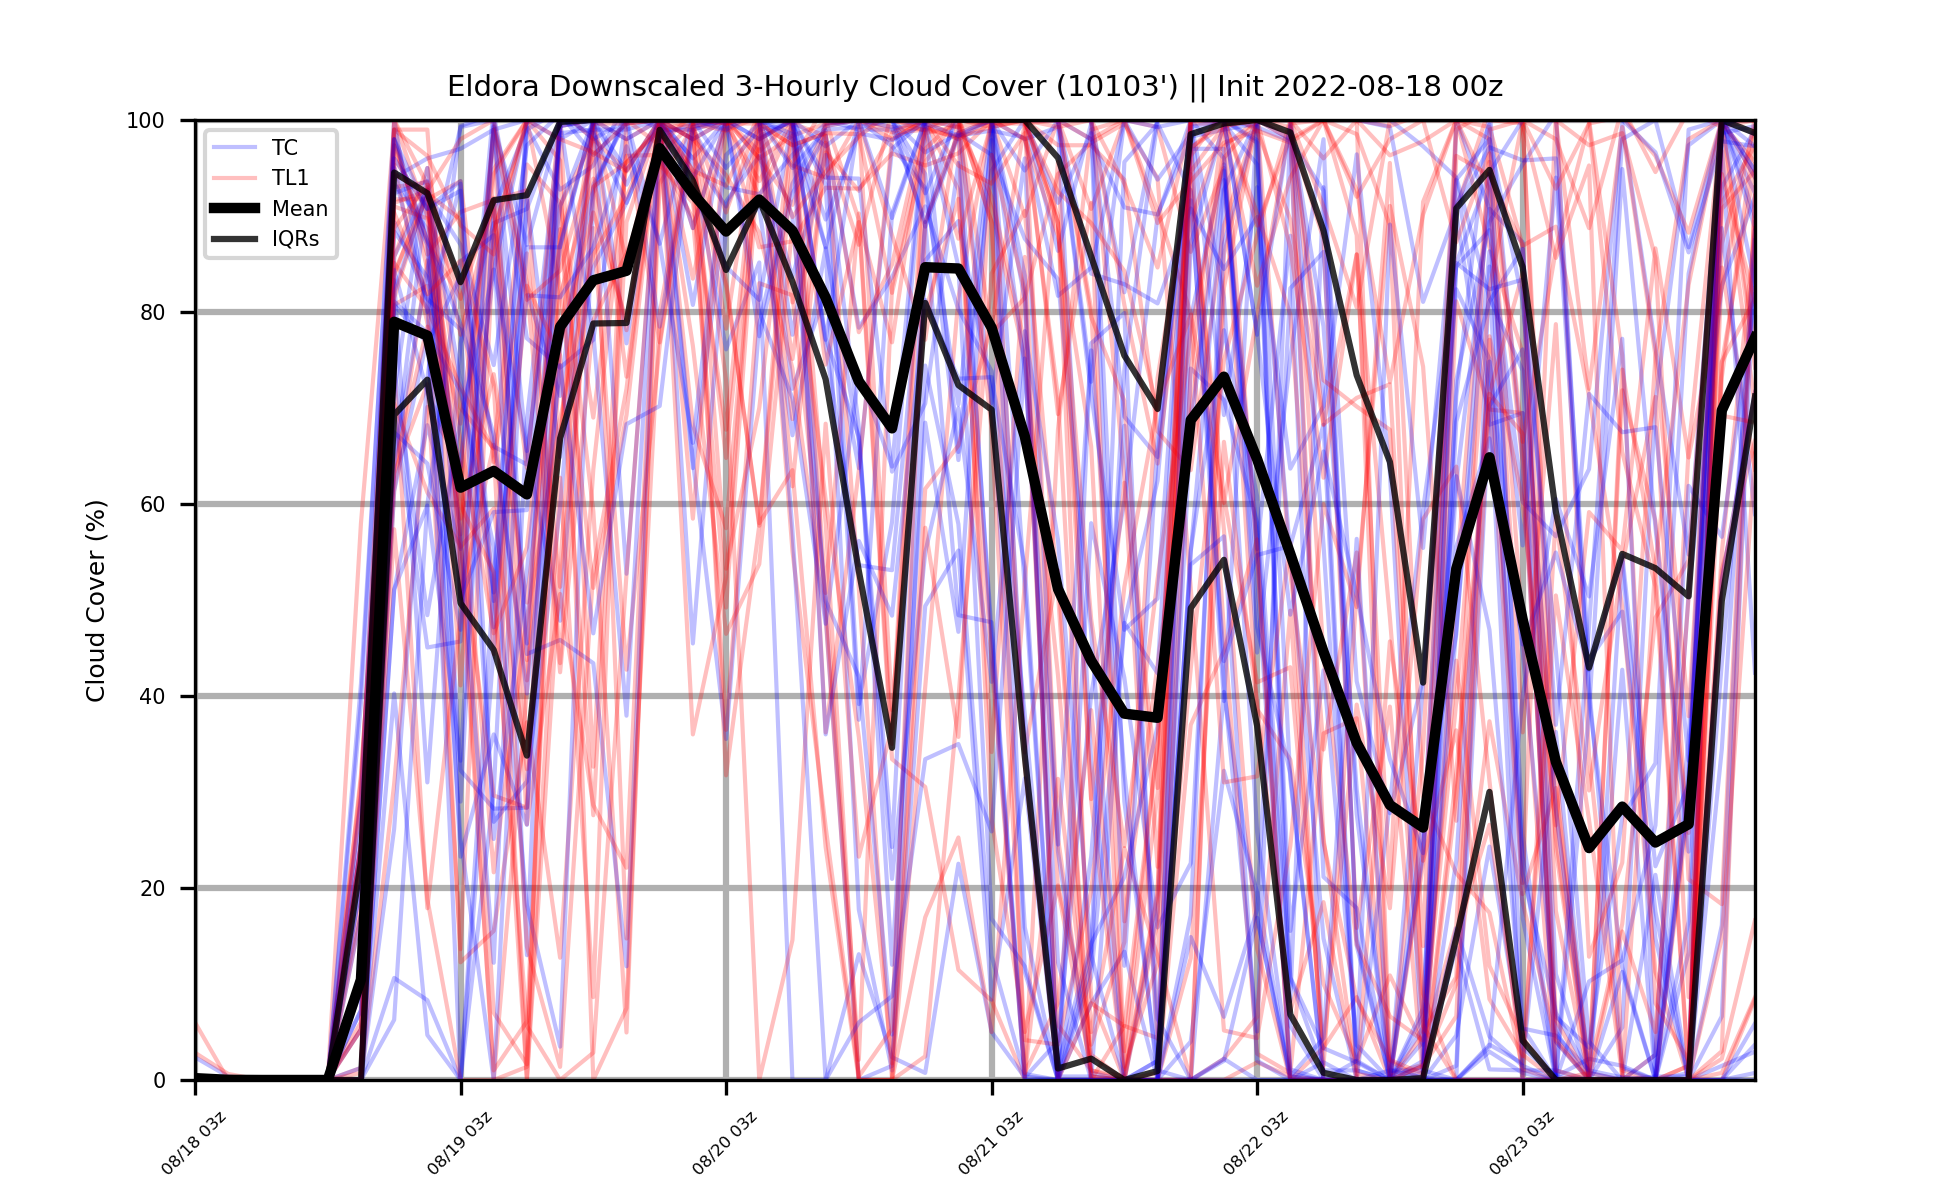 Eldora Downscaled 3-Hourly Cloud Cover (10103') || Init 2022-08-18 00z
TC
TL1
Mean
IQRs
Cloud Cover (%)
100
80
60
40
20
0
08/18 03z
08/19 03z
08/20 03z
08/21 03z
08/22 03z
08/23 03z